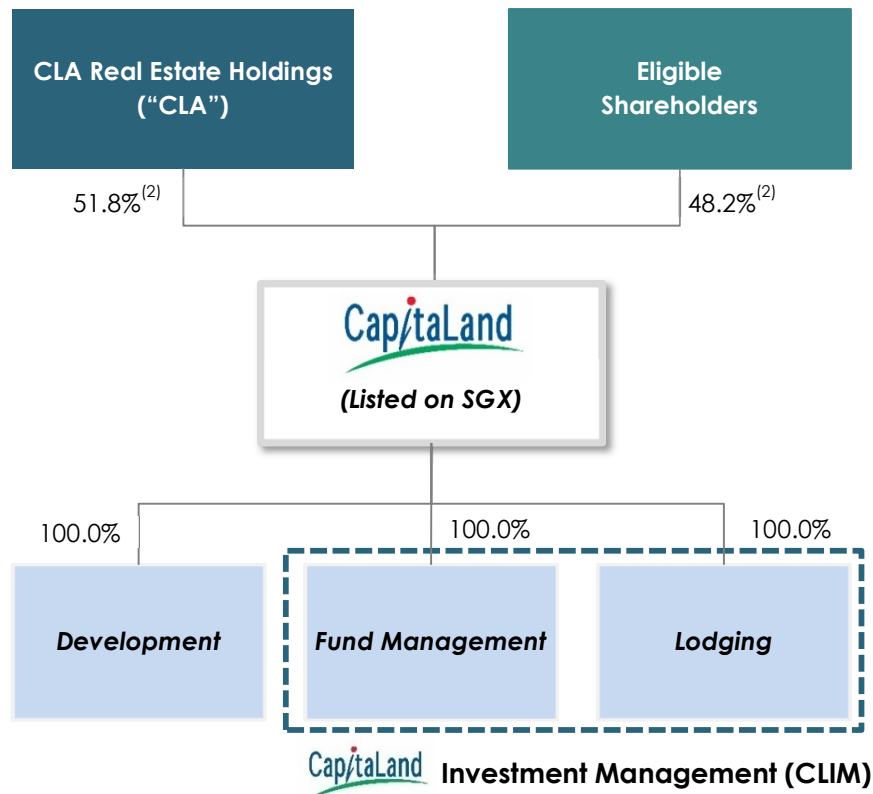 CLA Real Estate Holdings
(“CLA”)
Eligible
Shareholders
51.8%(2)
48.2%(2)
CapitaLand
(Listed on SGX)
100.0%
100.0%
100.0%
Development
Fund Management
Lodging
CapitaLand Investment Management (CLIM)